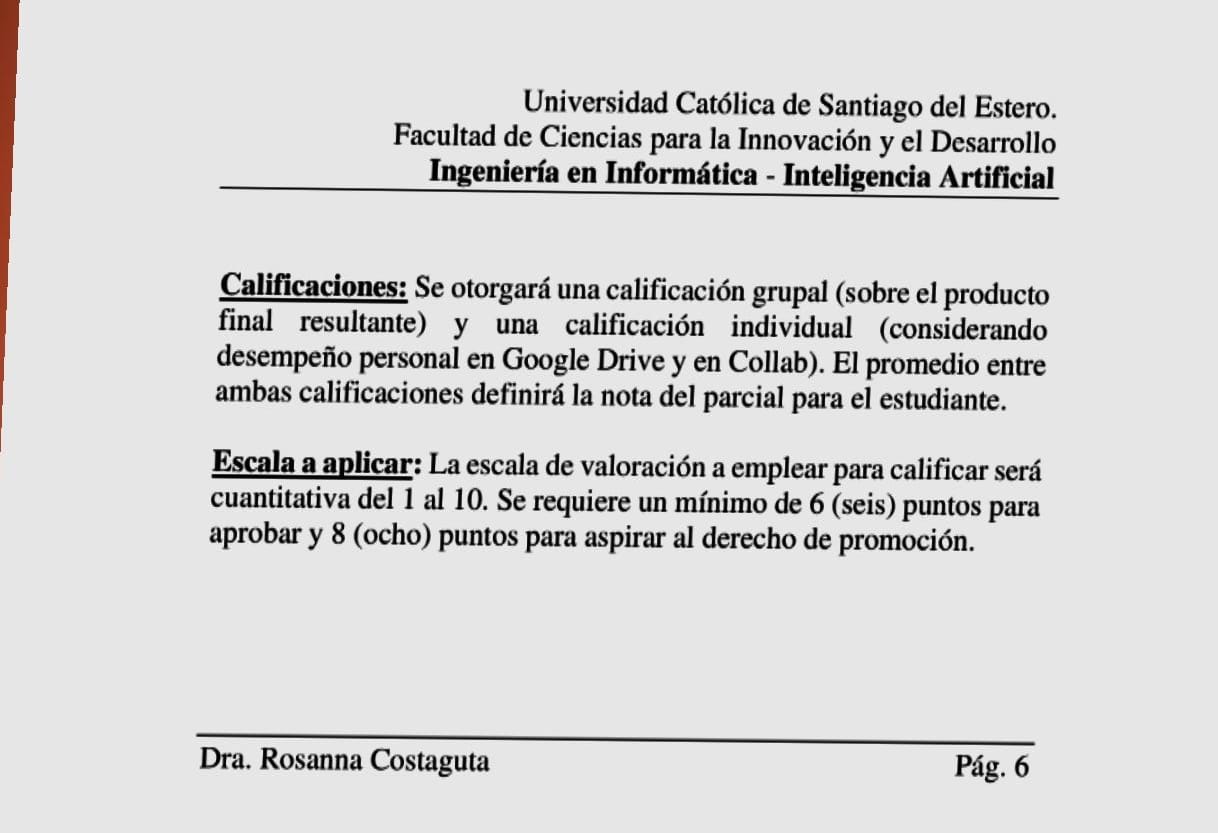 Universidad Católica de Santiago del Estero.
Facultad de Ciencias para la Innovación y el Desarrollo
Ingeniería en Informática - Inteligencia Artificial
Calificaciones: Se otorgará una calificación grupal (sobre el producto
final resultante) y una calificación individual (considerando
desempeño personal en Google Drive y en Collab). El promedio entre
ambas calificaciones definirá la nota del parcial para el estudiante.
Escala a aplicar: La escala de valoración a emplear para calificar será
cuantitativa del 1 al 10. Se requiere un mínimo de 6 (seis) puntos para
aprobar y 8 (ocho) puntos para aspirar al derecho de promoción.
Dra. Rosanna Costaguta
Pág. 6